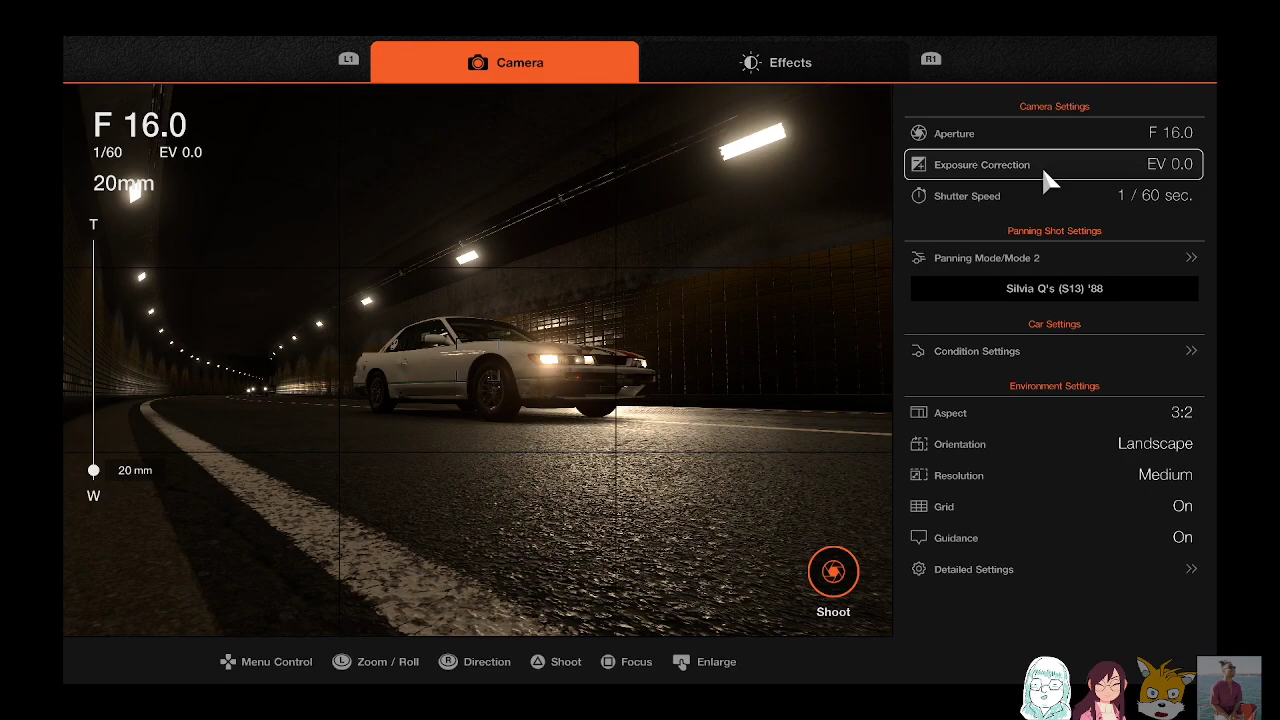 L1
Camera
Effects
R1
F 16.0
1/60 EV 0.0
20mm
T
20 mm
W
Shoot
Camera Settings
Aperture F 16.0
Exposure Correction EV 0.0
Shutter Speed 1 / 60 sec.
Panning Shot Settings
Panning Mode/Mode 2
Silvia Q's (S13) '88
Car Settings
Condition Settings
Environment Settings
Aspect 3:2
Orientation Landscape
Resolution Medium
Grid On
Guidance On
Detailed Settings
Menu Control L Zoom / Roll R Direction Shoot Focus Enlarge